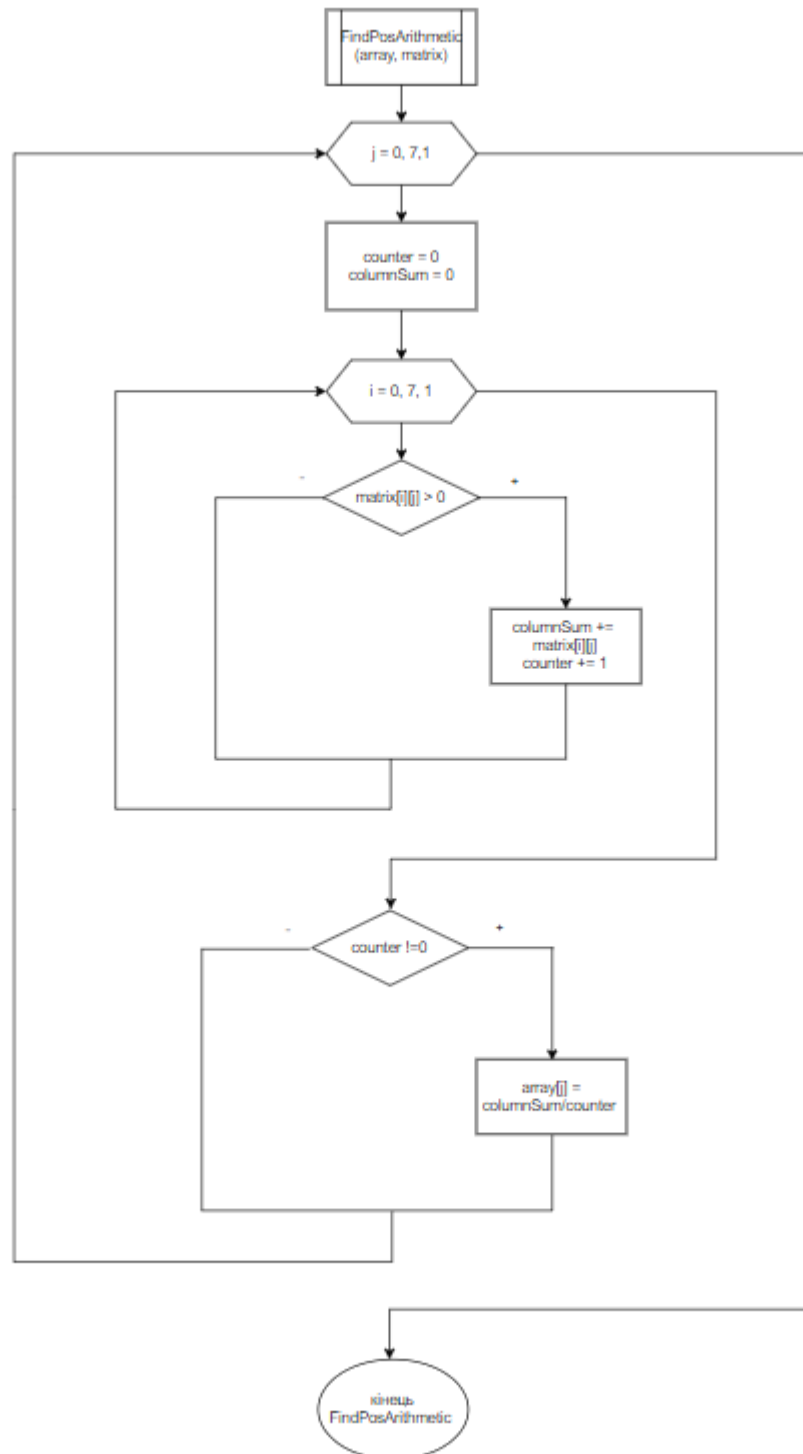 FindPosArithmetic
(array, matrix)
j = 0, 7,1
counter = 0
columnSum = 0
i = 0, 7, 1
-
matrix[i][j] > 0
+
columnSum +=
matrix[i][j]
counter += 1
-
counter !=0
+
array[j] =
columnSum/counter
кінець
FindPosArithmetic